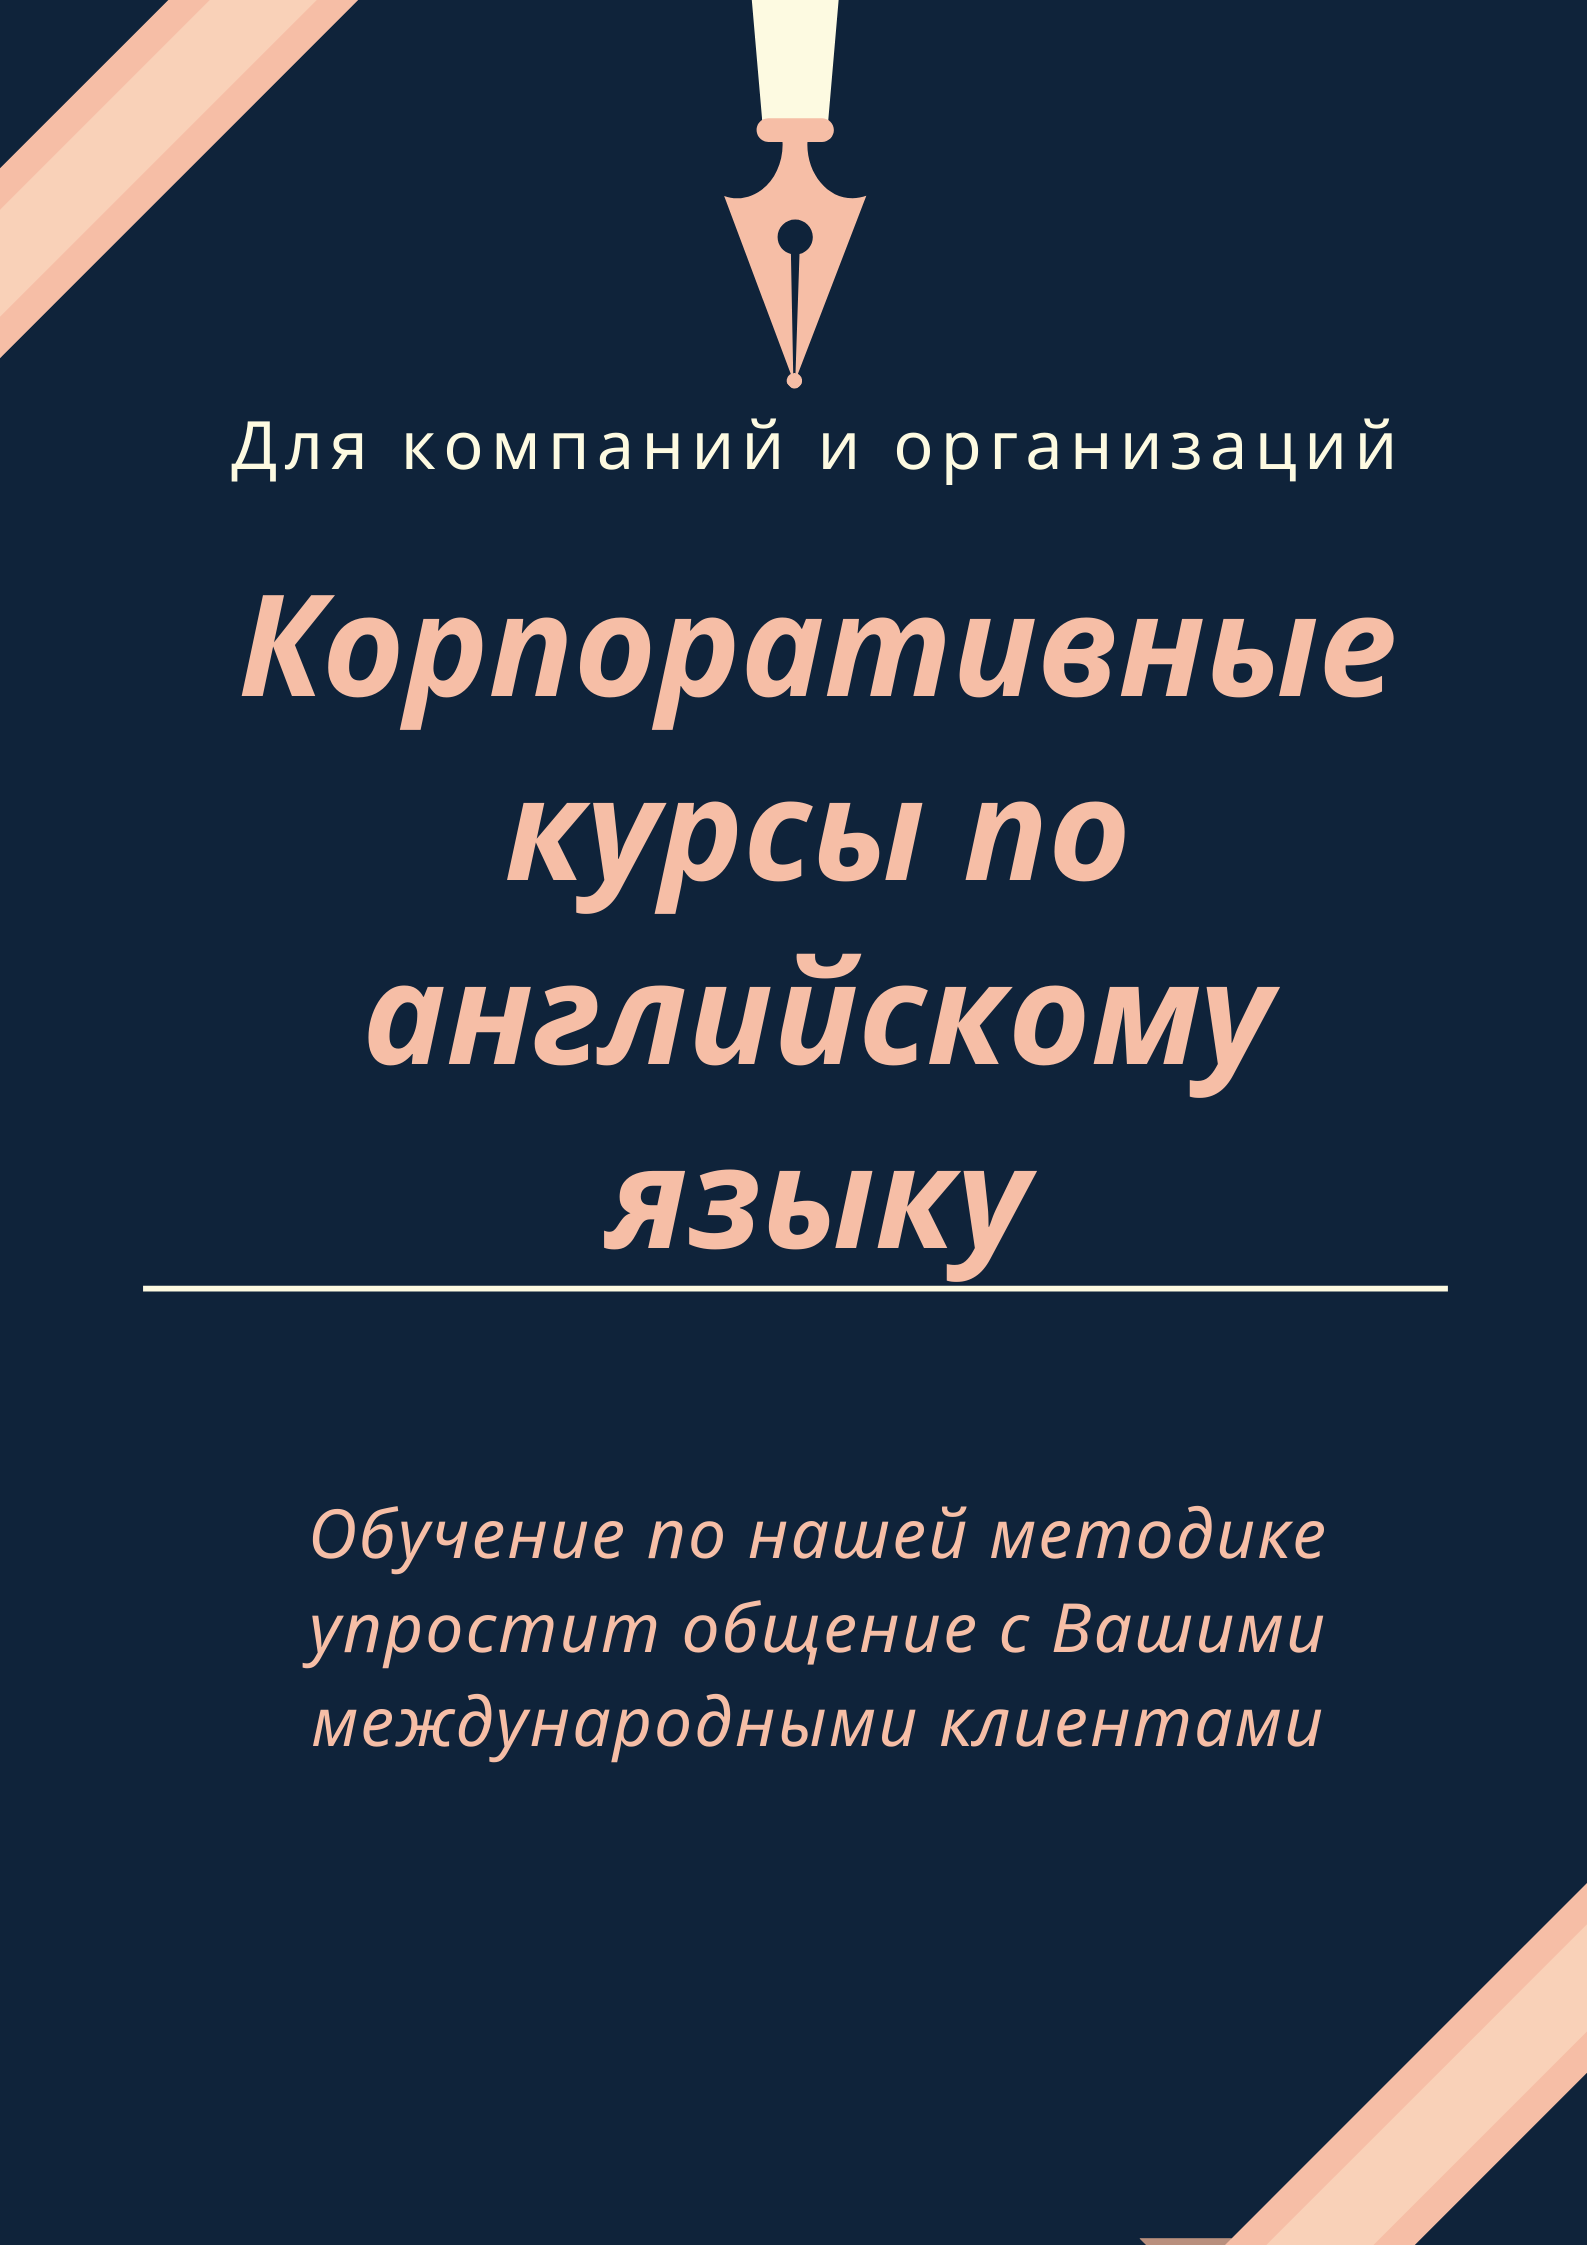 Для компаний и организаций
Корпоративные
курсы по
английскому
языку
Обучение по нашей методике
упростит общение с Вашими
международными клиентами